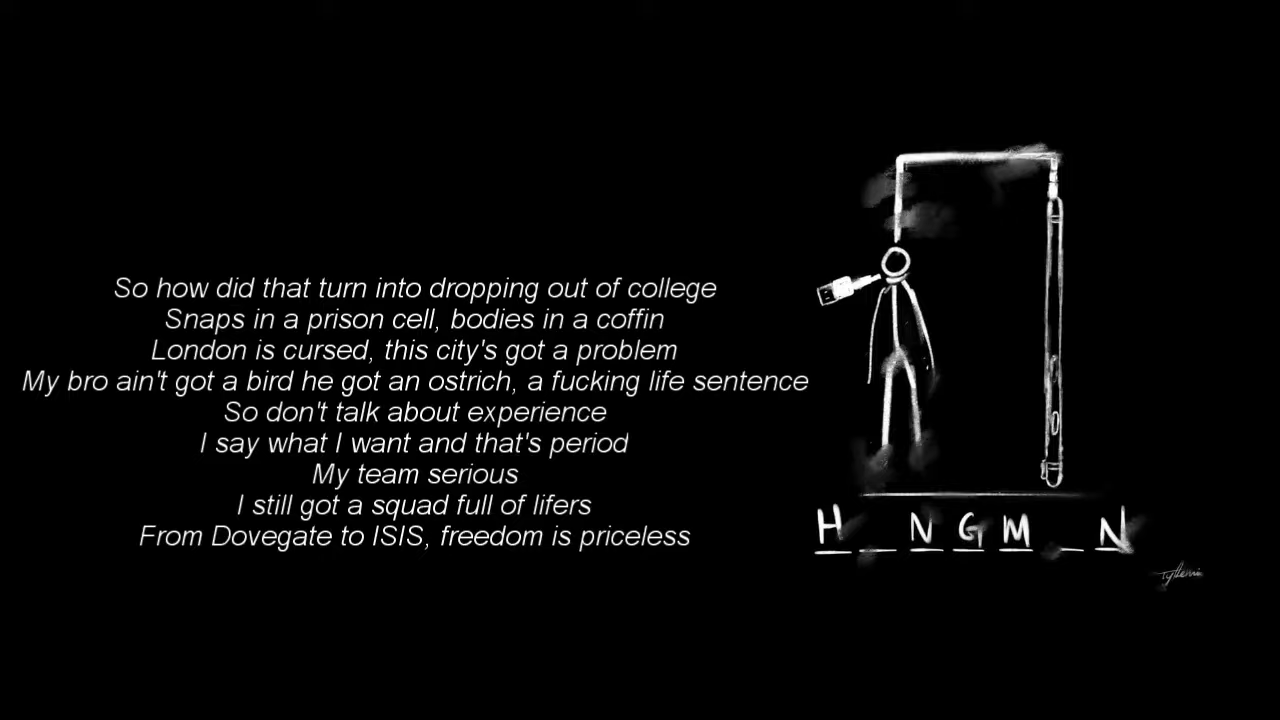 So how did that turn into dropping out of college
Snaps in a prison cell, bodies in a coffin
London is cursed, this city's got a problem
My bro ain't got a bird he got an ostrich, a fucking life sentence
So don't talk about experience
I say what I want and that's period
My team serious
I still got a squad full of lifers
From Dovegate to ISIS, freedom is priceless
H _ N G M _ N